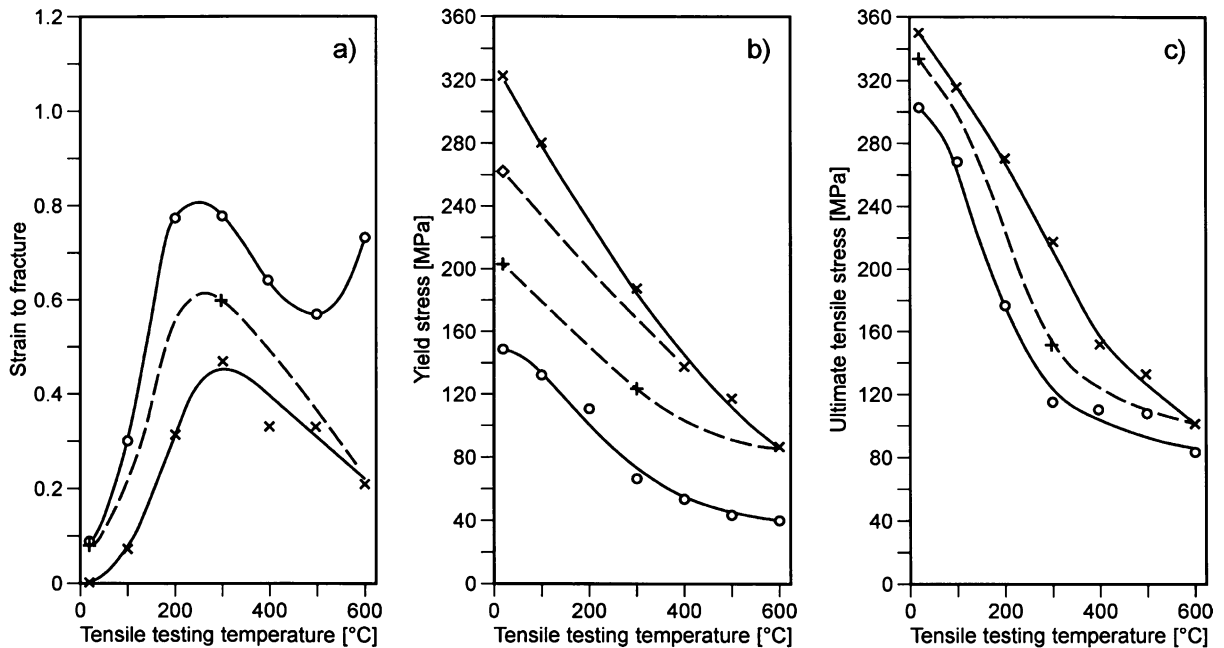 a)
Strain to fracture
1.2
1.0
0.8
0.6
0.4
0.2
0
0 200 400 600
Tensile testing temperature [°C]
b)
Yield stress [MPa]
360
320
280
240
200
160
120
80
40
0
0 200 400 600
Tensile testing temperature [°C]
c)
Ultimate tensile stress [MPa]
360
320
280
240
200
160
120
80
40
0
0 200 400 600
Tensile testing temperature [°C]